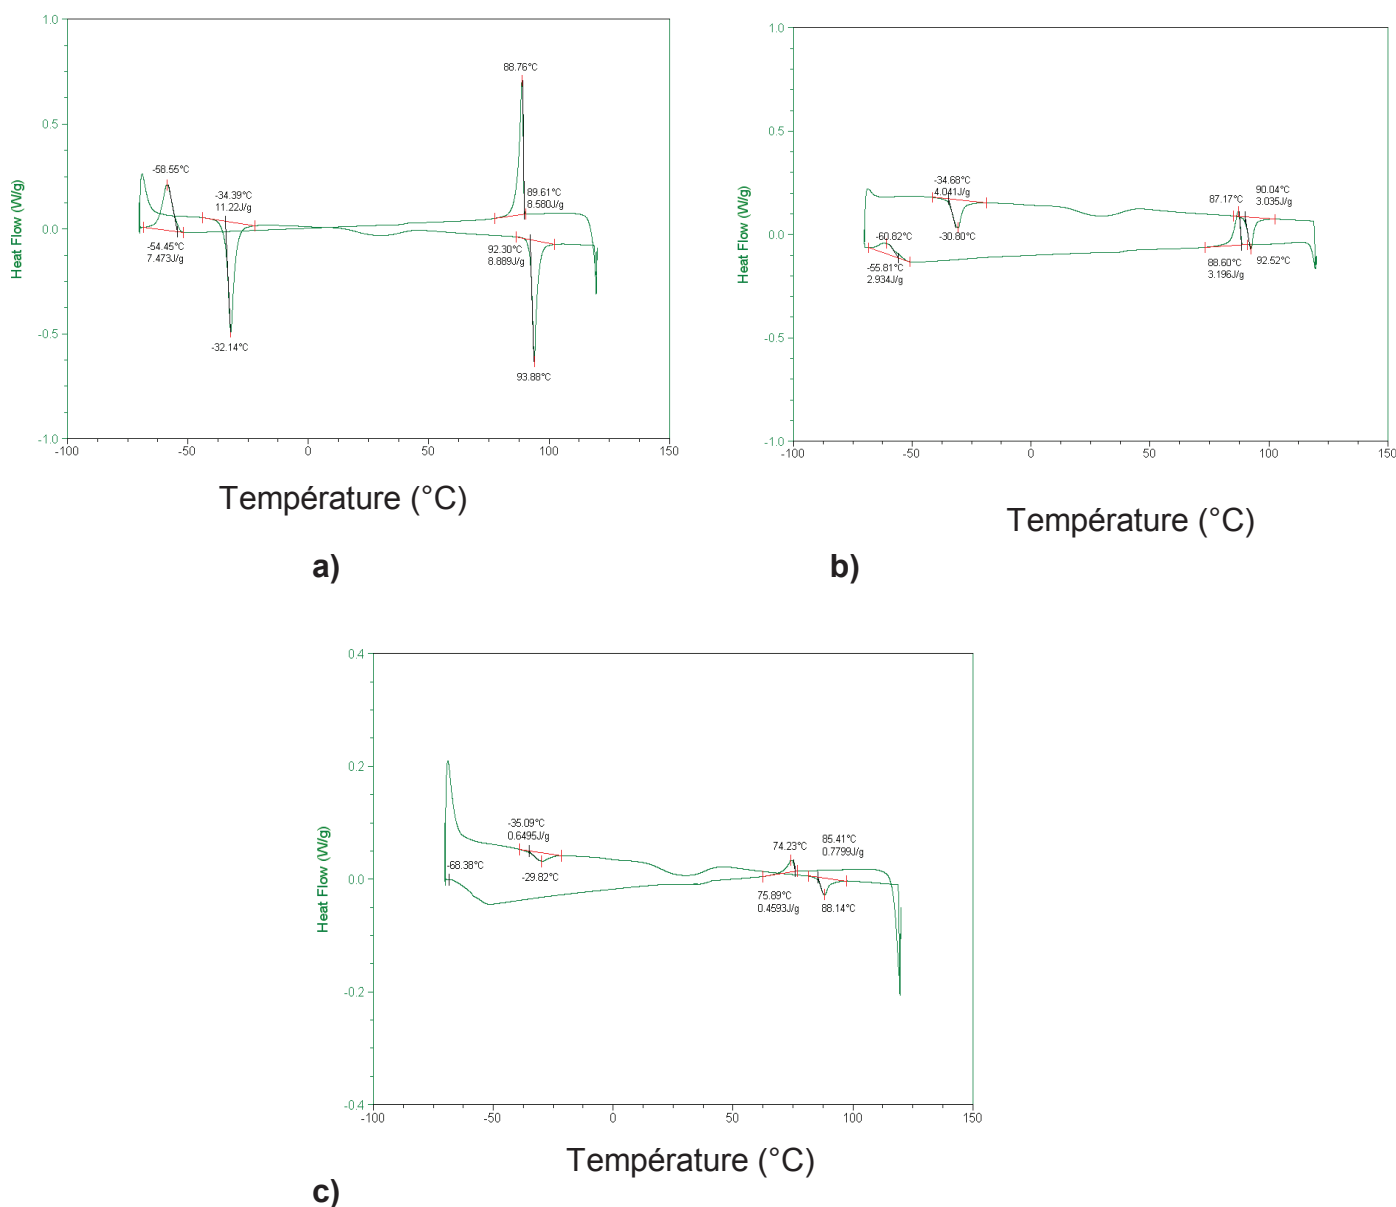 1.0
0.5
0.0
-0.5
-1.0
Heat Flow (W/g)
-58.55°C
-54.45°C
7.473J/g
-34.39°C
11.22J/g
-32.14°C
88.76°C
89.61°C
8.580J/g
92.30°C
8.889J/g
93.88°C
-100
-50
0
50
100
150
Température (°C)
a)
1.0
0.5
0.0
-0.5
-1.0
Heat Flow (W/g)
-60.82°C
-55.81°C
2.934J/g
-34.68°C
4.041J/g
-30.80°C
87.17°C
90.04°C
3.035J/g
88.60°C
3.196J/g
92.52°C
-100
-50
0
50
100
150
Température (°C)
b)
0.4
0.2
0.0
-0.2
-0.4
Heat Flow (W/g)
-68.38°C
-35.09°C
0.6495J/g
-29.82°C
74.23°C
85.41°C
0.7799J/g
75.89°C
0.4593J/g
88.14°C
-100
-50
0
50
100
150
Température (°C)
c)